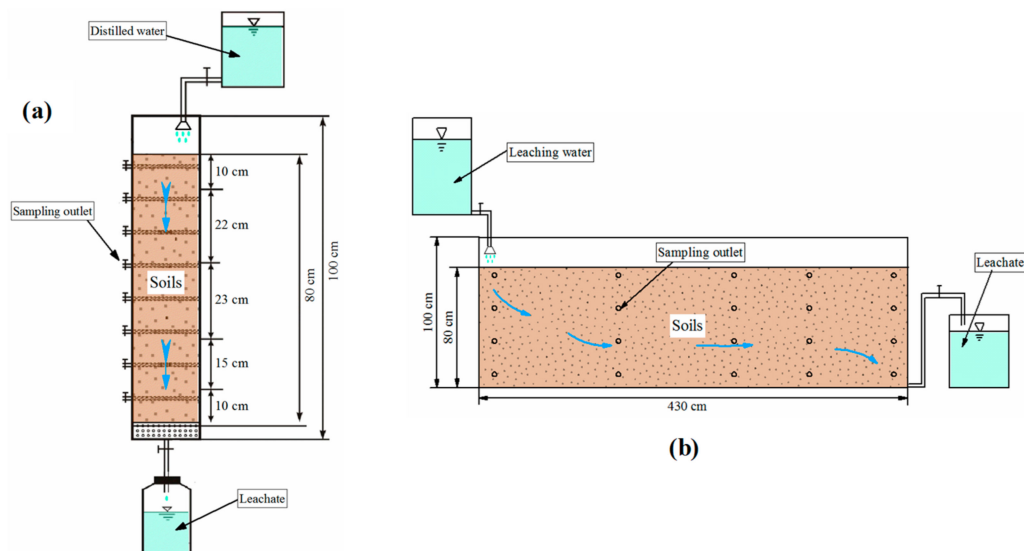 (a)
Distilled water
Sampling outlet
Soils
10 cm
22 cm
23 cm
15 cm
10 cm
80 cm
100 cm
Leachate
Leaching water
Sampling outlet
Soils
Leachate
100 cm
80 cm
430 cm
(b)